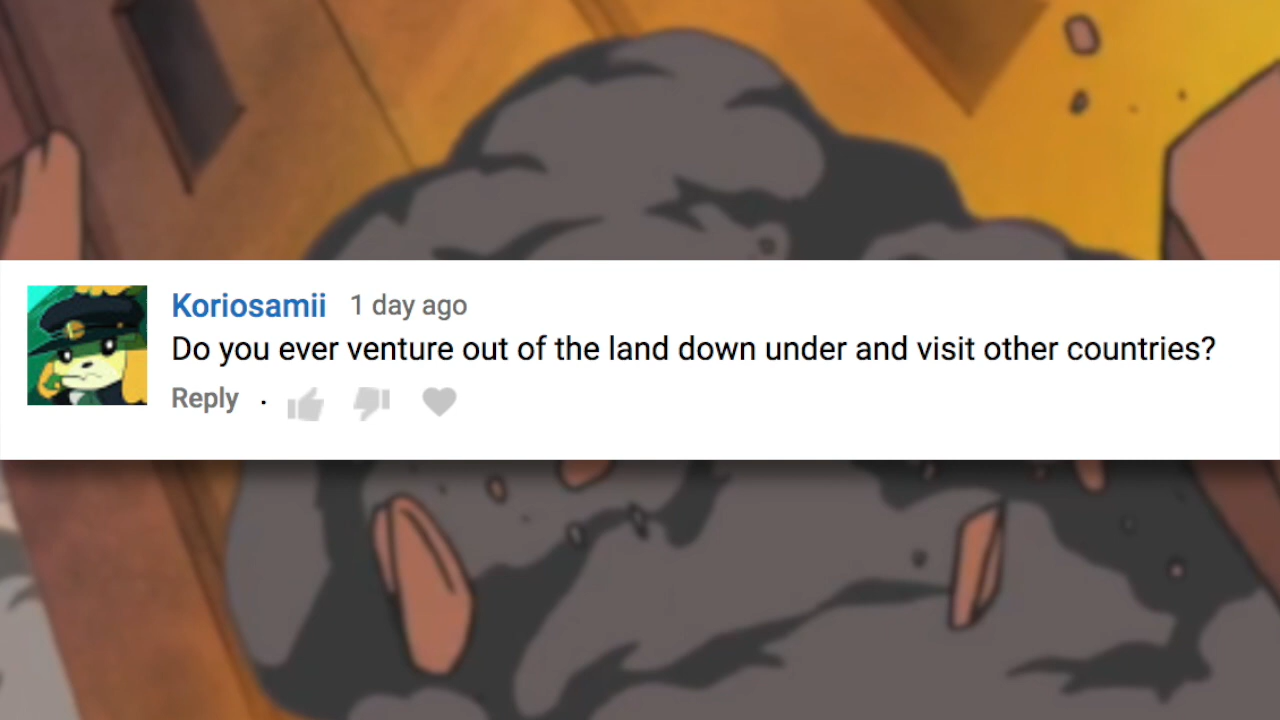 Koriosamii 1 day ago
Do you ever venture out of the land down under and visit other countries?
Reply ·